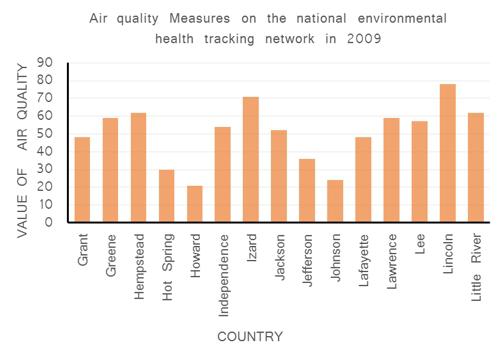 Air quality Measures on the national environmental
health tracking network in 2009
VALUE OF AIR QUALITY
90
80
70
60
50
40
30
20
10
0
Grant
Greene
Hempstead
Hot Spring
Howard
Independence
Izard
Jackson
Jefferson
Johnson
Lafayette
Lawrence
Lee
Lincoln
Little River
COUNTRY